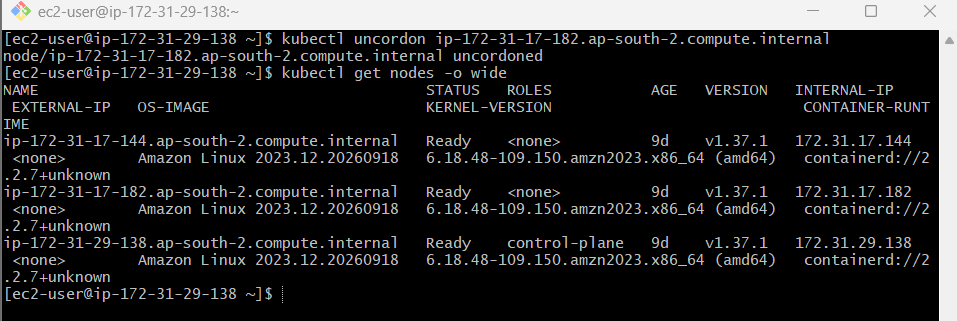 ec2-user@ip-172-31-29-138:~
[ec2-user@ip-172-31-29-138 ~]$ kubectl uncordon ip-172-31-17-182.ap-south-2.compute.internal
node/ip-172-31-17-182.ap-south-2.compute.internal uncordoned
[ec2-user@ip-172-31-29-138 ~]$ kubectl get nodes -o wide
NAME                                          STATUS   ROLES           AGE   VERSION   INTERNAL-IP
 EXTERNAL-IP   OS-IMAGE                       KERNEL-VERSION                            CONTAINER-RUNT
IME
ip-172-31-17-144.ap-south-2.compute.internal   Ready    <none>          9d    v1.37.1   172.31.17.144
 <none>        Amazon Linux 2023.12.20260918   6.18.48-109.150.amzn2023.x86_64 (amd64)   containerd://2
.2.7+unknown
ip-172-31-17-182.ap-south-2.compute.internal   Ready    <none>          9d    v1.37.1   172.31.17.182
 <none>        Amazon Linux 2023.12.20260918   6.18.48-109.150.amzn2023.x86_64 (amd64)   containerd://2
.2.7+unknown
ip-172-31-29-138.ap-south-2.compute.internal   Ready    control-plane   9d    v1.37.1   172.31.29.138
 <none>        Amazon Linux 2023.12.20260918   6.18.48-109.150.amzn2023.x86_64 (amd64)   containerd://2
.2.7+unknown
[ec2-user@ip-172-31-29-138 ~]$